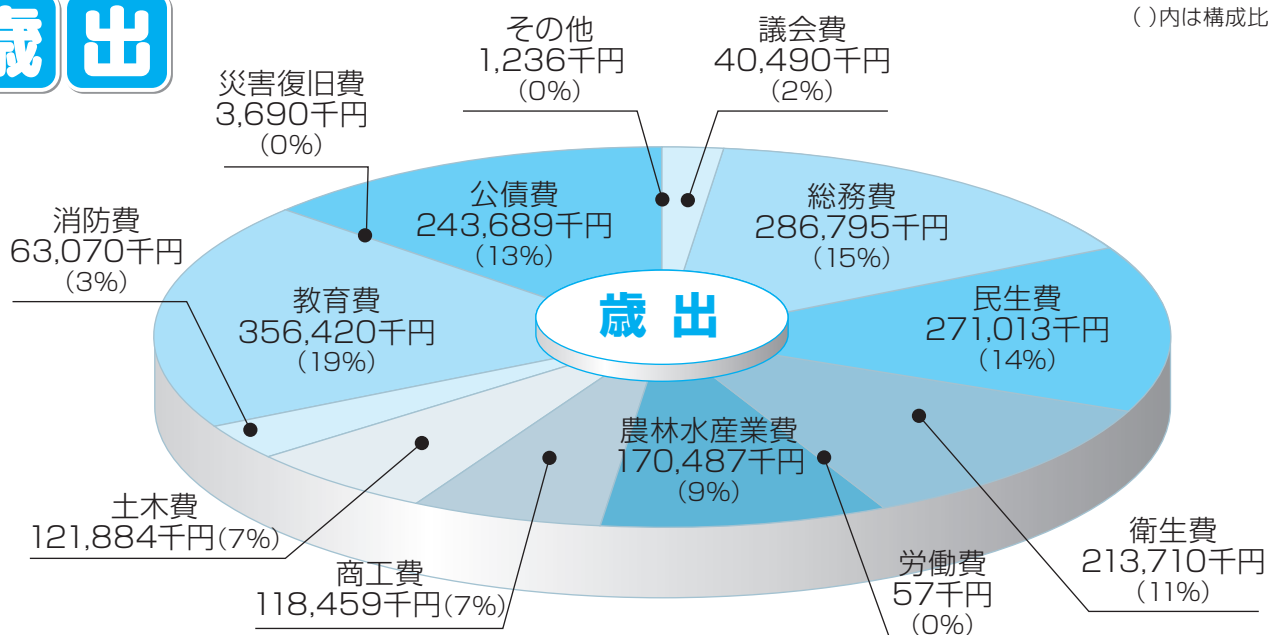 歳出
( )内は構成比
その他
1,236千円
(0%)
議会費
40,490千円
(2%)
災害復旧費
3,690千円
(0%)
公債費
243,689千円
(13%)
総務費
286,795千円
(15%)
消防費
63,070千円
(3%)
教育費
356,420千円
(19%)
歳出
民生費
271,013千円
(14%)
農林水産業費
170,487千円
(9%)
土木費
121,884千円(7%)
商工費
118,459千円(7%)
労働費
57千円
(0%)
衛生費
213,710千円
(11%)